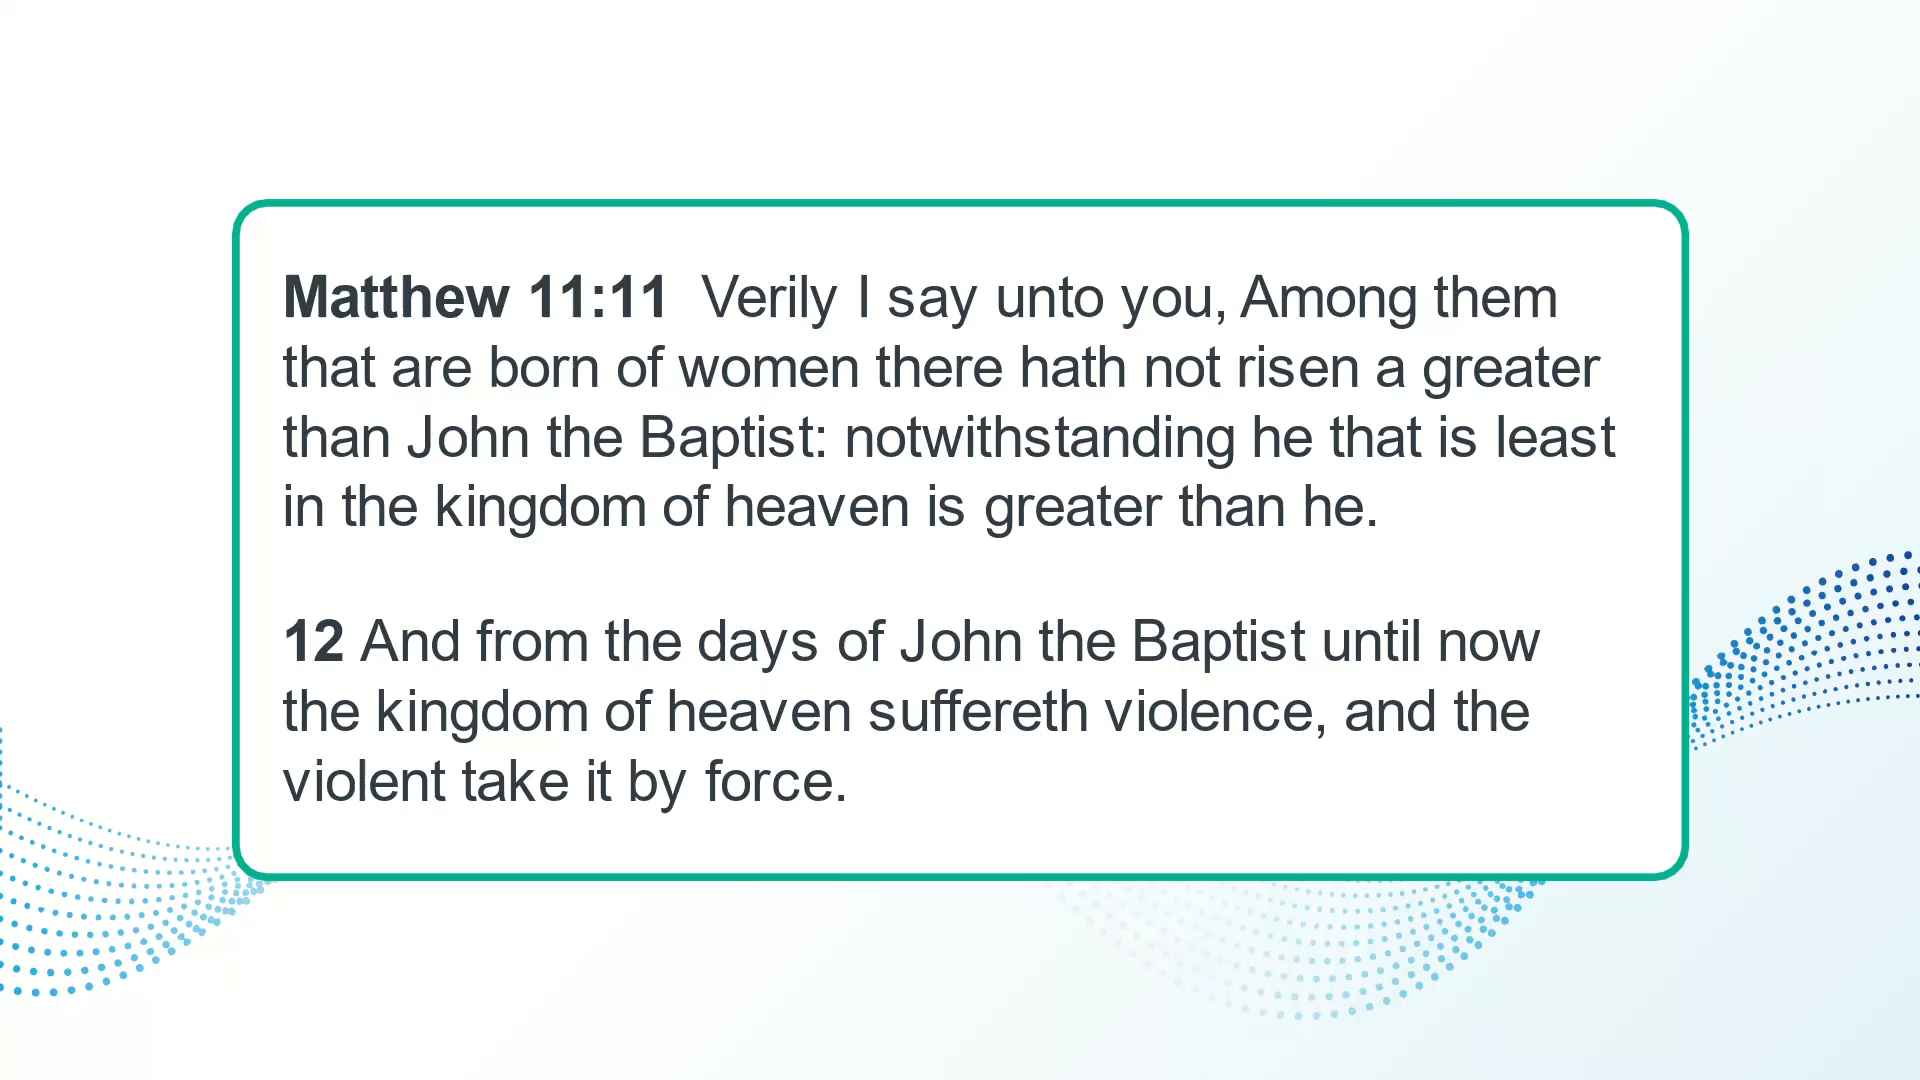 Matthew 11:11  Verily I say unto you, Among them
that are born of women there hath not risen a greater
than John the Baptist: notwithstanding he that is least
in the kingdom of heaven is greater than he.
12 And from the days of John the Baptist until now
the kingdom of heaven suffereth violence, and the
violent take it by force.